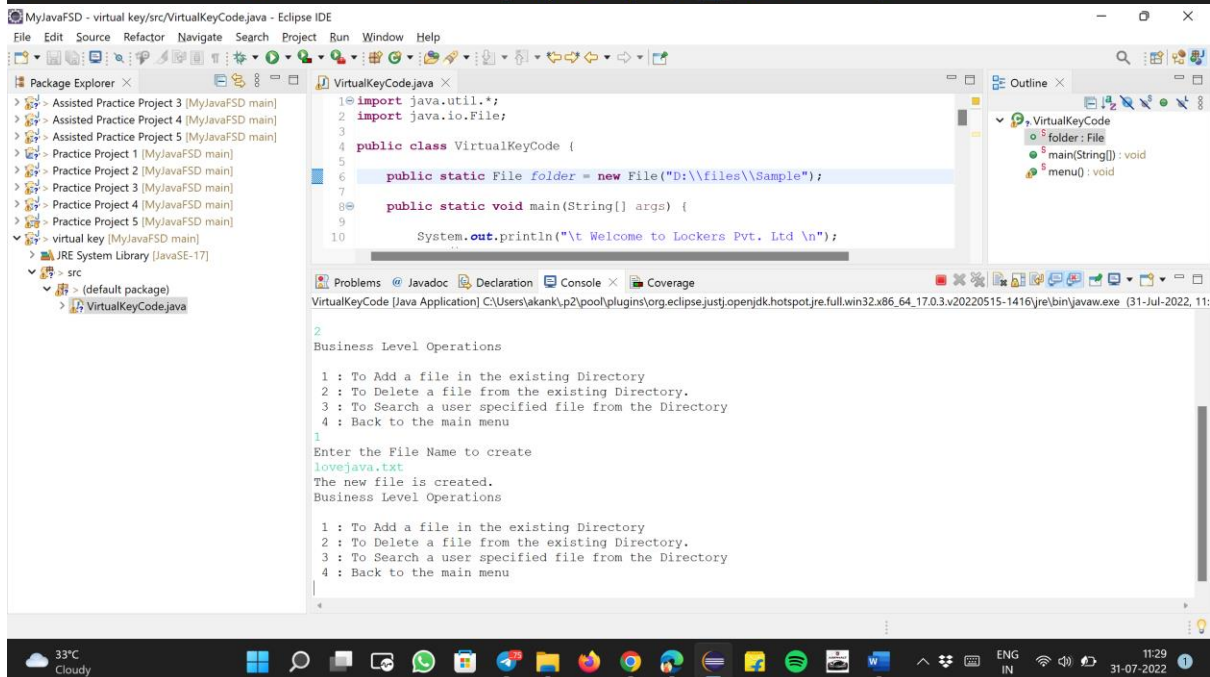 MyJavaFSD - virtual key/src/VirtualKeyCode.java - Eclipse IDE
File Edit Source Refactor Navigate Search Project Run Window Help
Package Explorer
> Assisted Practice Project 3 [MyJavaFSD main]
> Assisted Practice Project 4 [MyJavaFSD main]
> Assisted Practice Project 5 [MyJavaFSD main]
> Practice Project 1 [MyJavaFSD main]
> Practice Project 2 [MyJavaFSD main]
> Practice Project 3 [MyJavaFSD main]
> Practice Project 4 [MyJavaFSD main]
> Practice Project 5 [MyJavaFSD main]
> virtual key [MyJavaFSD main]
JRE System Library [JavaSE-17]
> src
> (default package)
> VirtualKeyCode.java
VirtualKeyCode.java
1 import java.util.*;
2 import java.io.File;
3
4 public class VirtualKeyCode {
5
6 public static File folder = new File("D:\\files\\Sample");
7
8 public static void main(String[] args) {
9
10 System.out.println("\t Welcome to Lockers Pvt. Ltd \n");
Outline
VirtualKeyCode
folder : File
main(String[]) : void
menu() : void
Problems @ Javadoc Declaration Console Coverage
VirtualKeyCode [Java Application] C:\Users\akank\.p2\pool\plugins\org.eclipse.justj.openjdk.hotspot.jre.full.win32.x86_64_17.0.3.v20220515-1416\jre\bin\javaw.exe (31-Jul-2022, 11:
2
Business Level Operations
1 : To Add a file in the existing Directory
2 : To Delete a file from the existing Directory.
3 : To Search a user specified file from the Directory
4 : Back to the main menu
1
Enter the File Name to create
lovejava.txt
The new file is created.
Business Level Operations
1 : To Add a file in the existing Directory
2 : To Delete a file from the existing Directory.
3 : To Search a user specified file from the Directory
4 : Back to the main menu
33°C
Cloudy
ENG
IN
11:29
31-07-2022
1